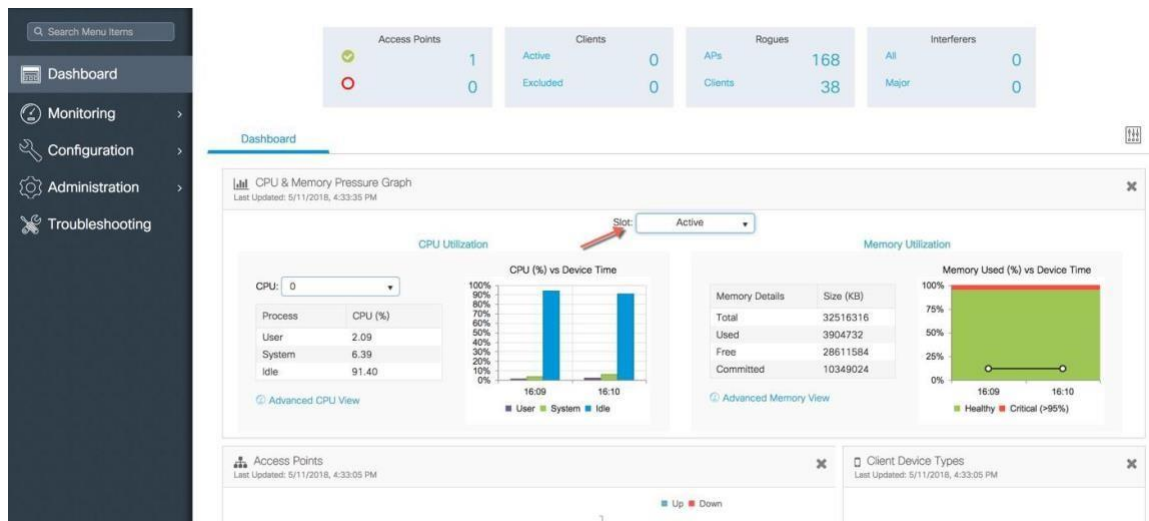 Search Menu Items
Dashboard
Monitoring
Configuration
Administration
Troubleshooting
Access Points
1
0
Clients
Active 0
Excluded 0
Rogues
APs 168
Clients 38
Interferers
All 0
Major 0
Dashboard
CPU & Memory Pressure Graph
Last Updated: 5/11/2018, 4:33:35 PM
Slot: Active
CPU Utilization
CPU: 0
Process CPU (%)
User 2.09
System 6.39
Idle 91.40
Advanced CPU View
CPU (%) vs Device Time
100%
90%
80%
70%
60%
50%
40%
30%
20%
10%
0%
16:09 16:10
User System Idle
Memory Utilization
Memory Details Size (KB)
Total 32516316
Used 3904732
Free 28611584
Committed 10349024
Advanced Memory View
Memory Used (%) vs Device Time
100%
75%
50%
25%
0%
16:09 16:10
Healthy Critical (>95%)
Access Points
Last Updated: 5/11/2018, 4:33:05 PM
Up Down
Client Device Types
Last Updated: 5/11/2018, 4:33:05 PM